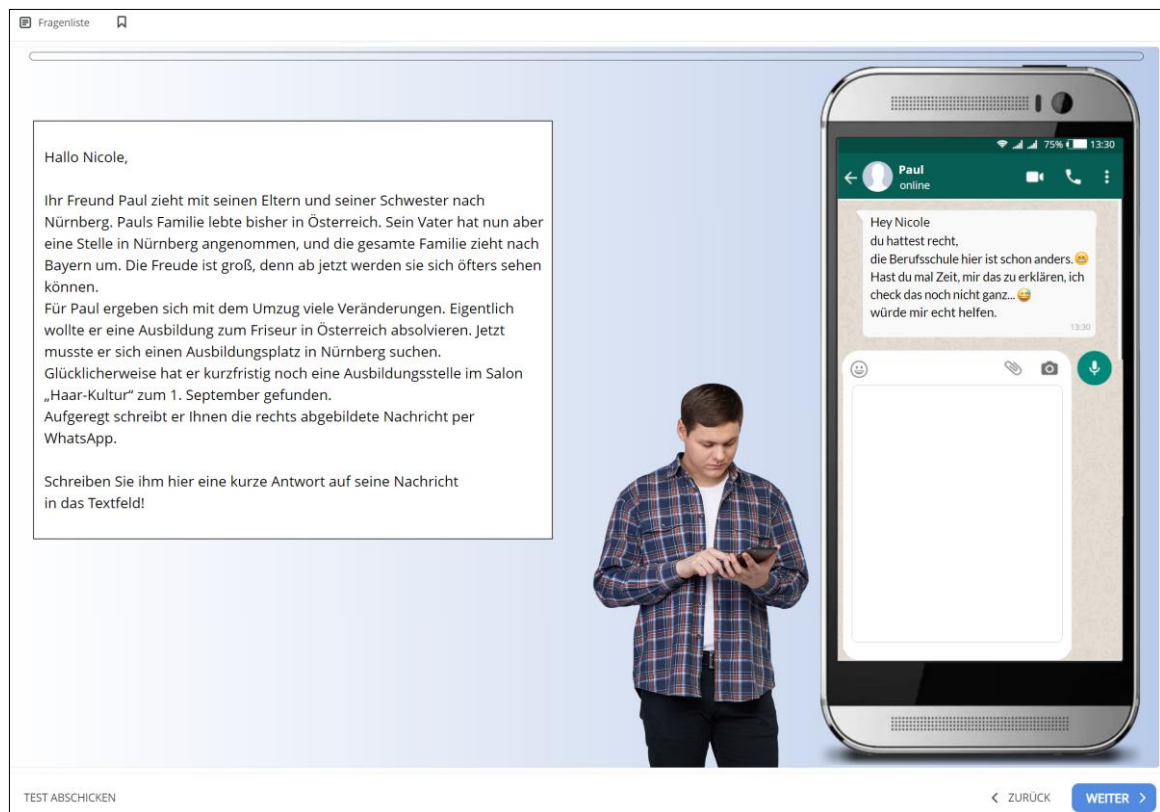 Fragenliste
Hallo Nicole,
Ihr Freund Paul zieht mit seinen Eltern und seiner Schwester nach
Nürnberg. Pauls Familie lebte bisher in Österreich. Sein Vater hat nun aber
eine Stelle in Nürnberg angenommen, und die gesamte Familie zieht nach
Bayern um. Die Freude ist groß, denn ab jetzt werden sie sich öfters sehen
können.
Für Paul ergeben sich mit dem Umzug viele Veränderungen. Eigentlich
wollte er eine Ausbildung zum Friseur in Österreich absolvieren. Jetzt
musste er sich einen Ausbildungsplatz in Nürnberg suchen.
Glücklicherweise hat er kurzfristig noch eine Ausbildungsstelle im Salon
„Haar-Kultur“ zum 1. September gefunden.
Aufgeregt schreibt er Ihnen die rechts abgebildete Nachricht per
WhatsApp.
Schreiben Sie ihm hier eine kurze Antwort auf seine Nachricht
in das Textfeld!
75% 13:30
Paul
online
Hey Nicole
du hattest recht,
die Berufsschule hier ist schon anders. 😁
Hast du mal Zeit, mir das zu erklären, ich
check das noch nicht ganz... 😅
würde mir echt helfen.
13:30
TEST ABSCHICKEN
ZURÜCK
WEITER